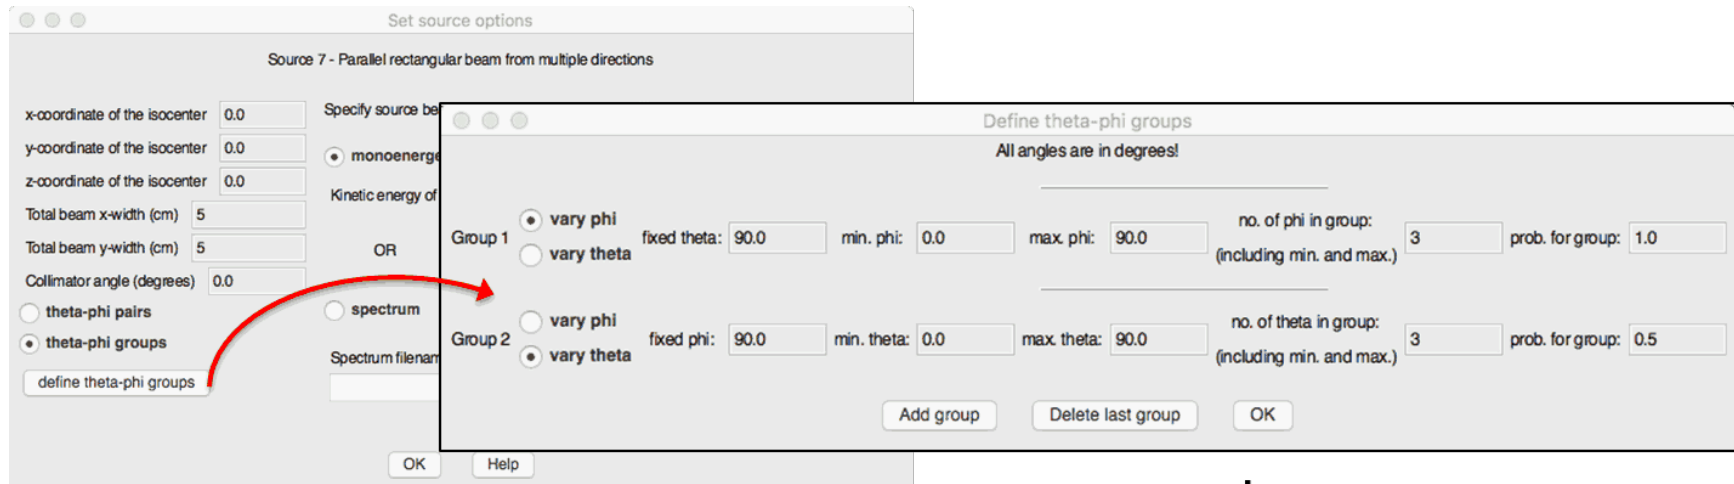 Set source options
Source 7 - Parallel rectangular beam from multiple directions
x-coordinate of the isocenter 0.0
y-coordinate of the isocenter 0.0
z-coordinate of the isocenter 0.0
Total beam x-width (cm) 5
Total beam y-width (cm) 5
Collimator angle (degrees) 0.0
theta-phi pairs
theta-phi groups
define theta-phi groups
Specify source be
monoenerge
Kinetic energy of
OR
spectrum
Spectrum filenam
OK Help
Define theta-phi groups
All angles are in degrees!
Group 1
vary phi
vary theta
fixed theta: 90.0 min. phi: 0.0 max. phi: 90.0
no. of phi in group:
(including min. and max.)
3 prob. for group: 1.0
Group 2
vary phi
vary theta
fixed phi: 90.0 min. theta: 0.0 max. theta: 90.0
no. of theta in group:
(including min. and max.)
3 prob. for group: 0.5
Add group Delete last group OK